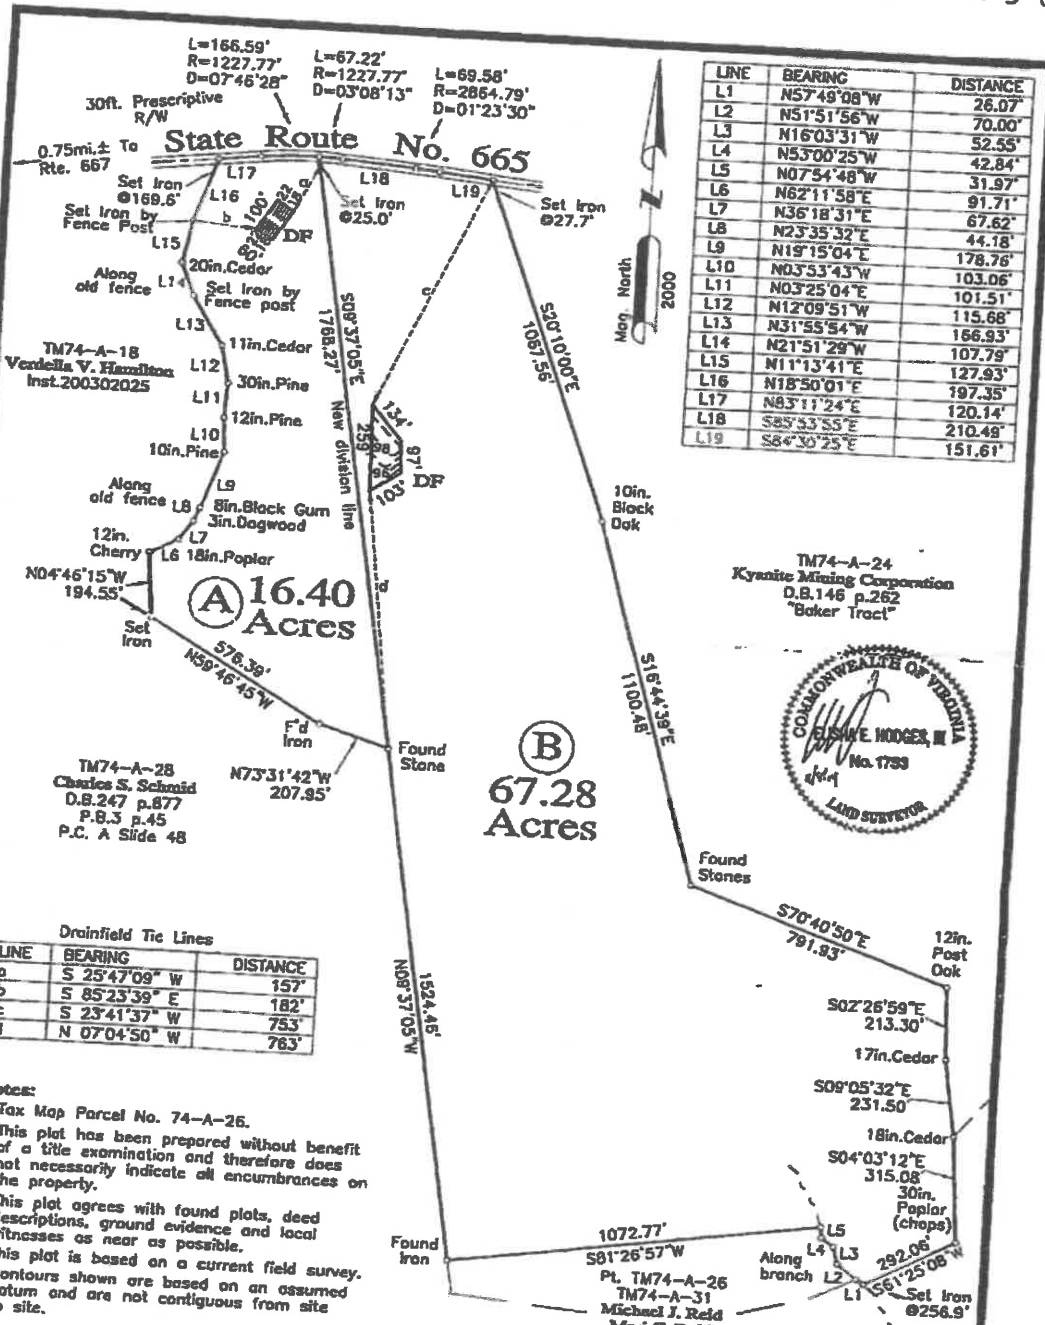 L=166.59'
R=1227.77'
D=07°46'28"
L=67.22'
R=1227.77'
D=03°08'13"
L=69.58'
R=2864.79'
D=01°23'30"
30ft. Prescriptive
R/W
State Route No. 665
0.75mi.± To
Rte. 667
L17
L18
L19
Set Iron
@169.6'
L16
Set Iron
@25.0'
Set Iron
@27.7'
Set Iron by
Fence Post
b
100'
DF
L15
20in.Cedar
Along
old fence
L1
Set Iron by
Fence post
L13
11in.Cedar
TM74-A-18
Verdella V. Hamilton
Inst.200302025
L12
30in.Pine
L11
12in.Pine
L10
10in.Pine
L9
Along
old fence
L8
8in.Black Gum
3in.Dogwood
L7
12in.
Cherry
L6
18in.Poplar
N04°46'15"W
194.55'
Set
Iron
A
16.40
Acres
576.39'
N59°46'45"W
F'd
Iron
N73°31'42"W
207.95'
Found
Stone
TM74-A-28
Charles S. Schmid
D.B.247 p.877
P.B.3 p.45
P.C. A Slide 48
S09°37'05"E
1768.27'
New division line
c
134'
259'
98
97'
103'
DF
d
S20°10'00"E
1067.56'
10in.
Black
Oak
S16°44'39"E
1100.48'
B
67.28
Acres
LINE BEARING DISTANCE
L1 N57°49'08"W 26.07'
L2 N51°51'56"W 70.00'
L3 N16°03'31"W 52.55'
L4 N53°00'25"W 42.84'
L5 N07°54'48"W 31.97'
L6 N62°11'58"E 91.71'
L7 N36°18'31"E 67.62'
L8 N23°35'32"E 44.18'
L9 N19°15'04"E 178.76'
L10 N03°53'43"W 103.06'
L11 N03°25'04"E 101.51'
L12 N12°09'51"W 115.68'
L13 N31°55'54"W 166.93'
L14 N21°51'29"W 107.79'
L15 N11°13'41"E 127.93'
L16 N18°50'01"E 197.35'
L17 N83°11'24"E 120.14'
L18 S85°53'55"E 210.49'
L19 S84°30'25"E 151.61'
Mag. North
2000
TM74-A-24
Kyanite Mining Corporation
D.B.146 p.262
"Baker Tract"
COMMONWEALTH OF VIRGINIA
ELISHA E. HODGES, III
No. 1753
LAND SURVEYOR
Found
Stones
S70°40'50"E
791.93'
12in.
Post
Oak
S02°26'59"E
213.30'
17in.Cedar
S09°05'32"E
231.50'
18in.Cedar
S04°03'12"E
315.08'
30in.
Poplar
(chops)
Drainfield Tie Lines
LINE BEARING DISTANCE
S 25°47'09" W 157'
S 85°23'39" E 182'
S 23°41'37" W 753'
N 07°04'50" W 763'
1524.46'
N09°37'05"W
Tax Map Parcel No. 74-A-26.
This plat has been prepared without benefit
of a title examination and therefore does
not necessarily indicate all encumbrances on
the property.
This plat agrees with found plats, deed
descriptions, ground evidence and local
witnesses as near as possible.
This plat is based on a current field survey.
Contours shown are based on an assumed
datum and are not contiguous from site
to site.
Found
Iron
1072.77'
S81°26'57"W
L5
L4
L3
L2
L1
Along
branch
292.06'
S61°25'08"W
Set Iron
@256.9'
Pt. TM74-A-26
TM74-A-31
Michael J. Reid